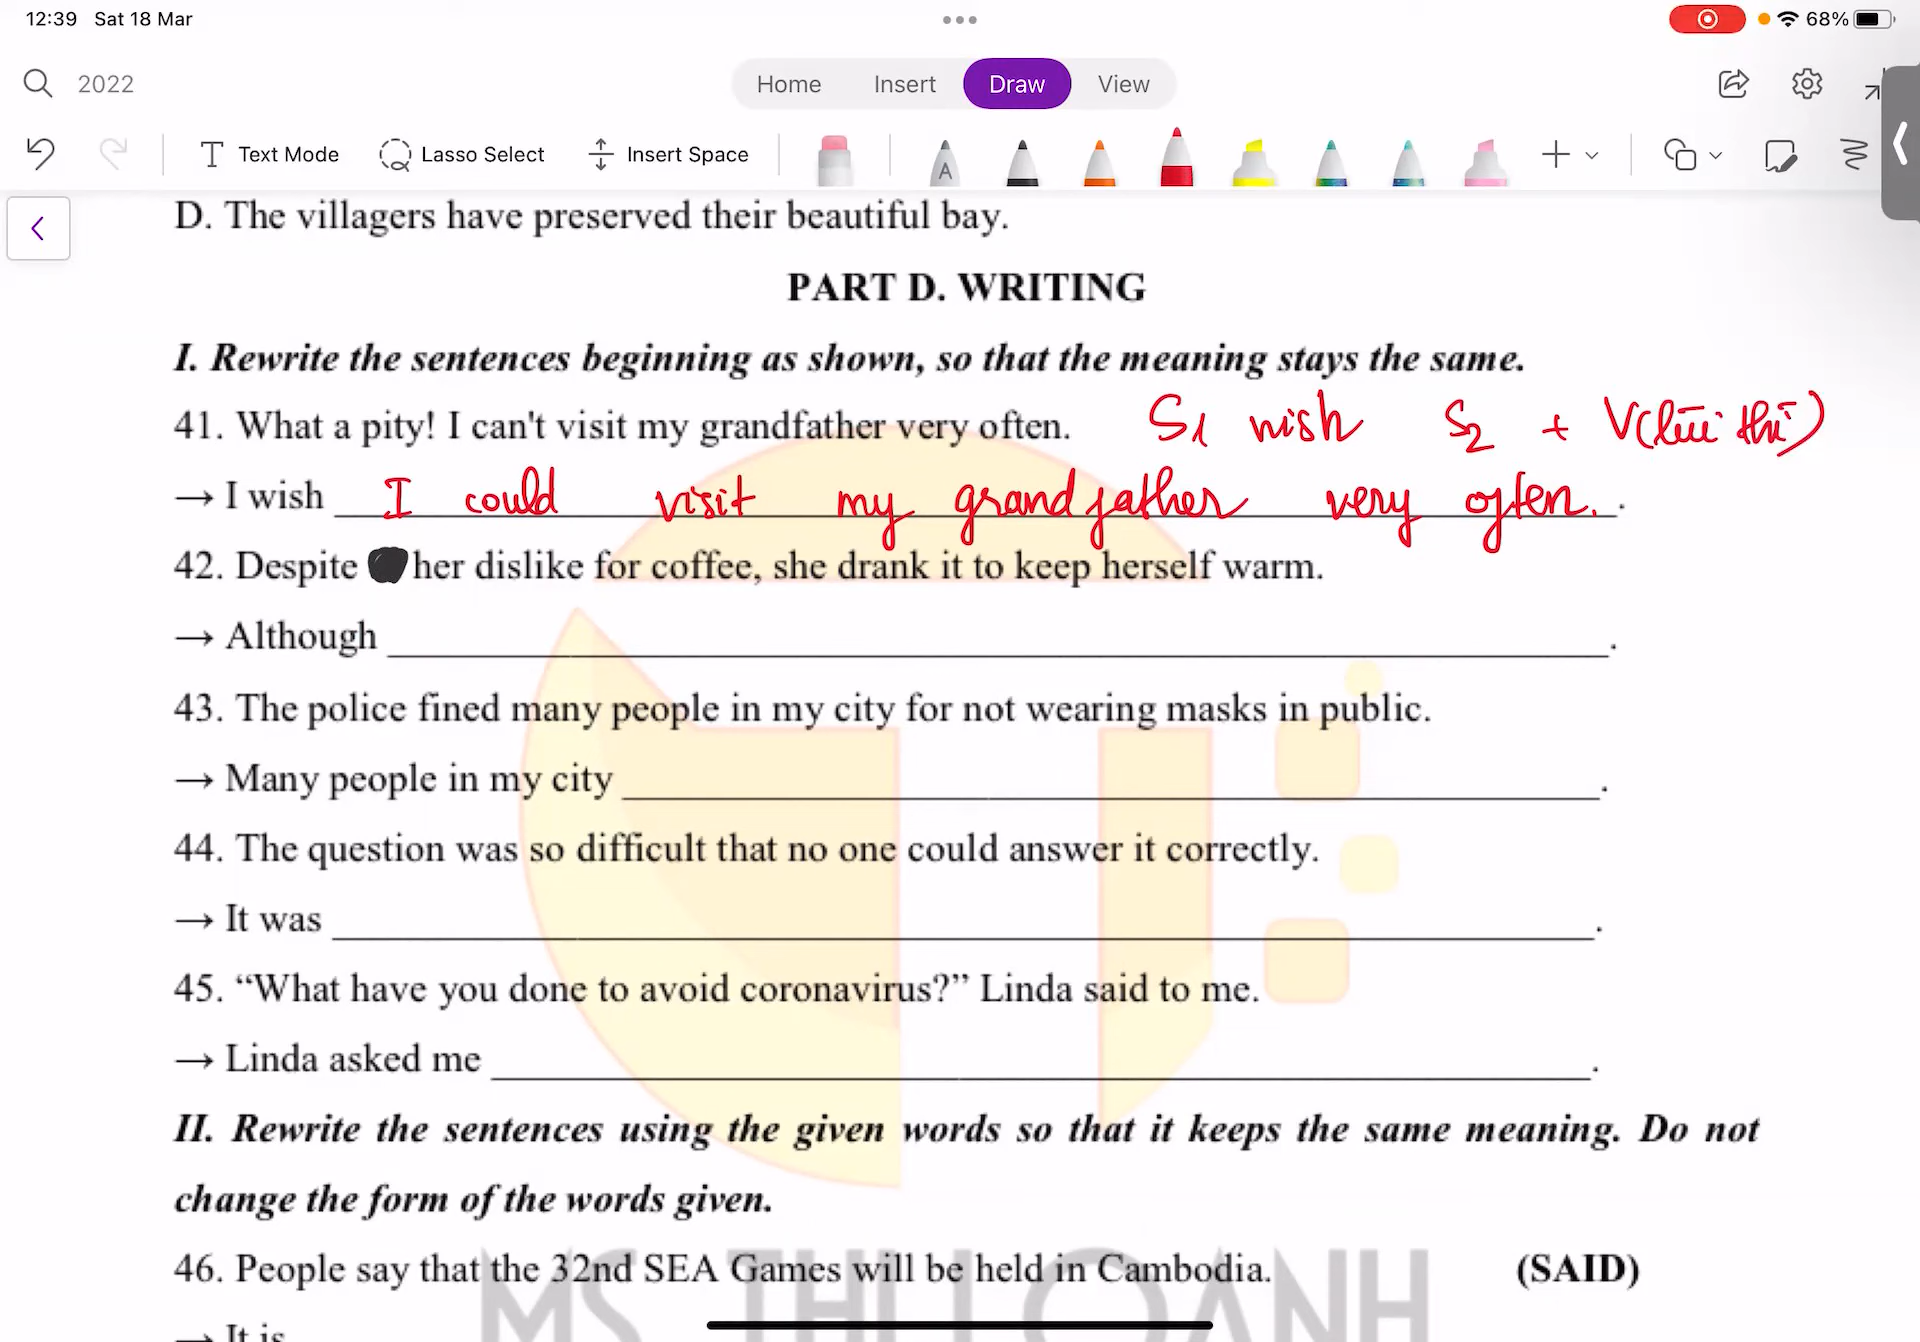 12:39 Sat 18 Mar
68%
2022
Home Insert Draw View
Text Mode Lasso Select Insert Space
A
D. The villagers have preserved their beautiful bay.
PART D. WRITING
I. Rewrite the sentences beginning as shown, so that the meaning stays the same.
41. What a pity! I can't visit my grandfather very often. S1 wish S2 + V(lùi thì)
→ I wish I could visit my grandfather very often.
42. Despite her dislike for coffee, she drank it to keep herself warm.
→ Although ____.
43. The police fined many people in my city for not wearing masks in public.
→ Many people in my city ____.
44. The question was so difficult that no one could answer it correctly.
→ It was ____.
45. “What have you done to avoid coronavirus?” Linda said to me.
→ Linda asked me ____.
II. Rewrite the sentences using the given words so that it keeps the same meaning. Do not
change the form of the words given.
46. People say that the 32nd SEA Games will be held in Cambodia. (SAID)
→ It is
MS THU OANH